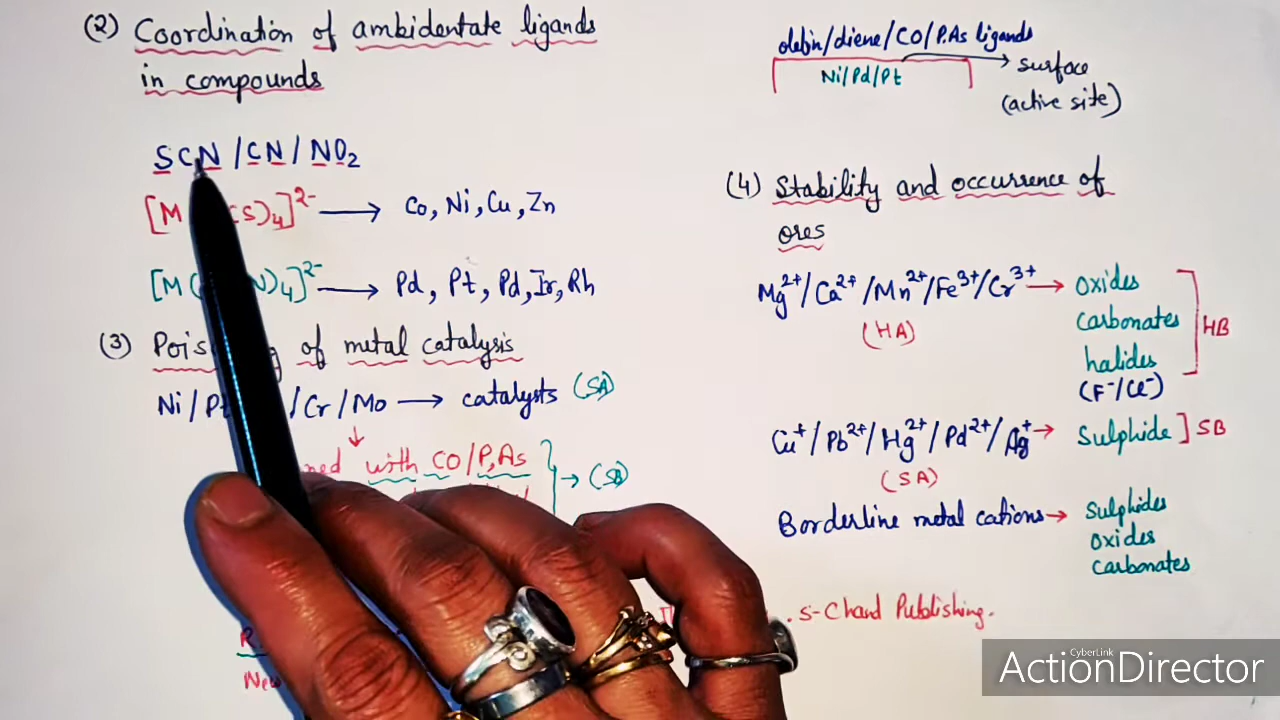 (2) Coordination of ambidentate ligands
in compounds
SCN / CN / NO2
[M CS)4]2- → Co, Ni, Cu, Zn
[M( N)4]2- → Pd, Pt, Pd, Ir, Rh
(3) of metal catalysis
Ni / / Cr / Mo → catalysts (SA)
with CO/P,As → (SB)
olefin/diene/CO/P.As ligands
Ni/Pd/Pt → surface
(active site)
(4) Stability and occurrence of
ores
Mg2+/Ca2+/Mn2+/Fe3+/Cr3+ → oxides
(HA) carbonates HB
halides
(F-/Cl-)
Cu+/Pb2+/Hg2+/Pd2+/Ag+ → Sulphide ] SB
(SA)
Borderline metal cations → Sulphides
oxides
carbonates
. S-Chand Publishing.
CyberLink
ActionDirector